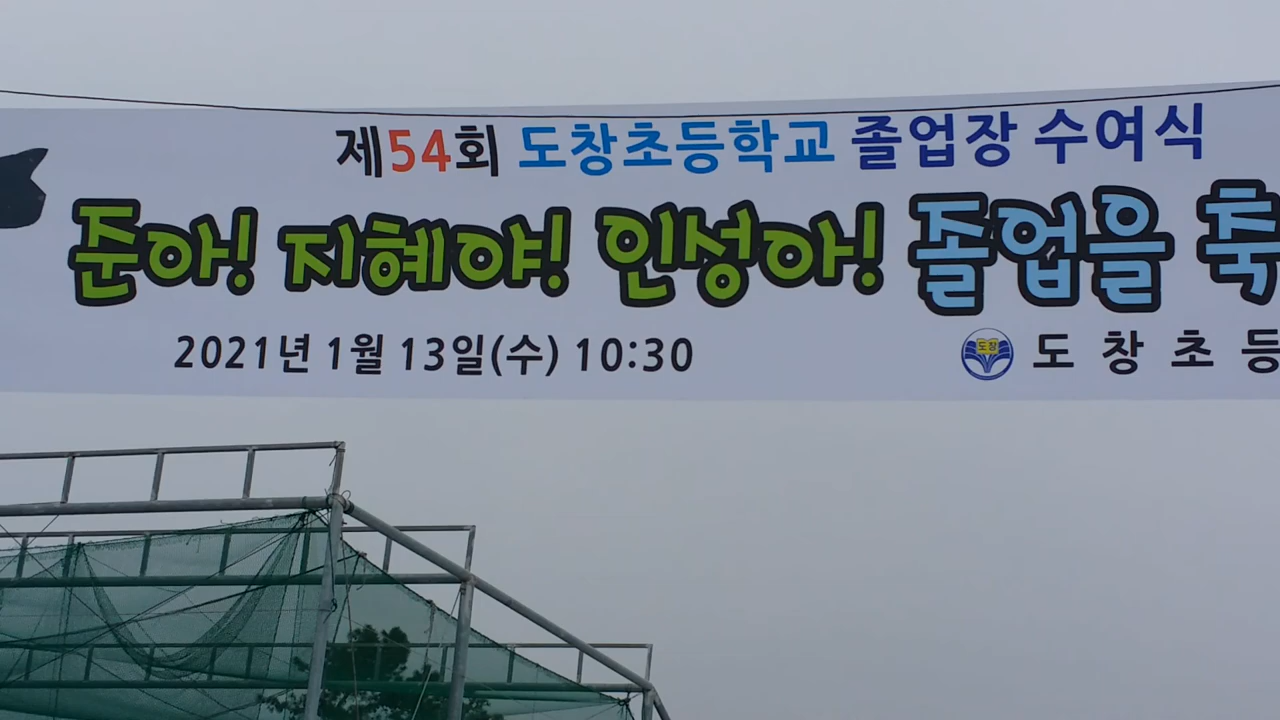 제54회 도창초등학교 졸업장 수여식
준아! 지혜야! 인성아! 졸업을 축
2021년 1월 13일(수) 10:30
도창 도창초등